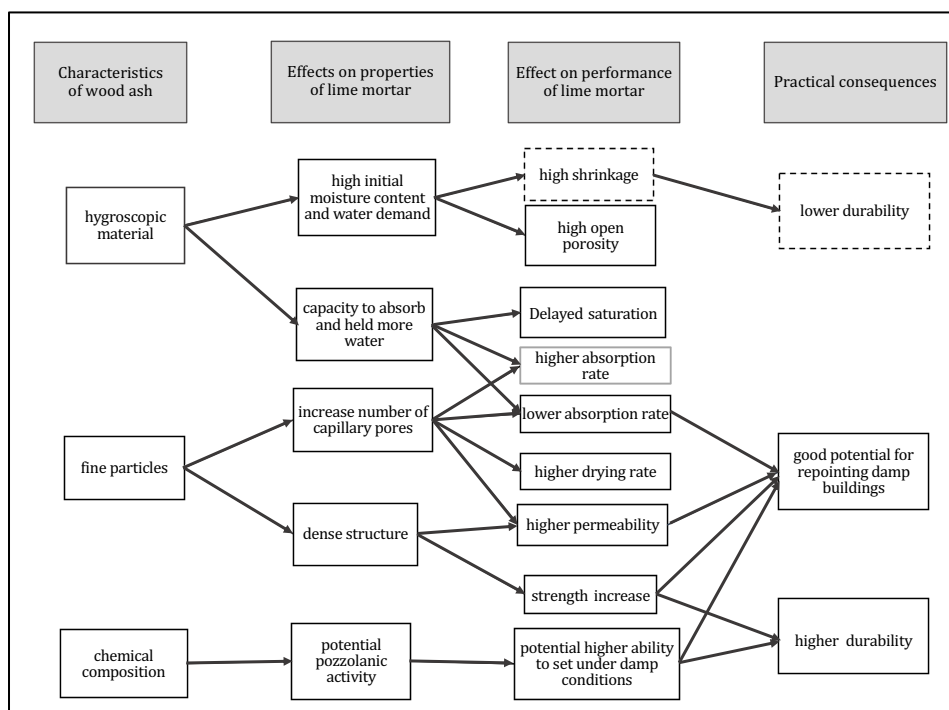 Characteristics
of wood ash
Effects on properties
of lime mortar
Effect on performance
of lime mortar
Practical consequences
hygroscopic
material
high initial
moisture content
and water demand
high shrinkage
lower durability
high open
porosity
capacity to absorb
and held more
water
Delayed saturation
higher absorption
rate
fine particles
increase number of
capillary pores
lower absorption rate
higher drying rate
good potential for
repointing damp
buildings
dense structure
higher permeability
strength increase
chemical
composition
potential
pozzolanic
activity
potential higher ability
to set under damp
conditions
higher durability